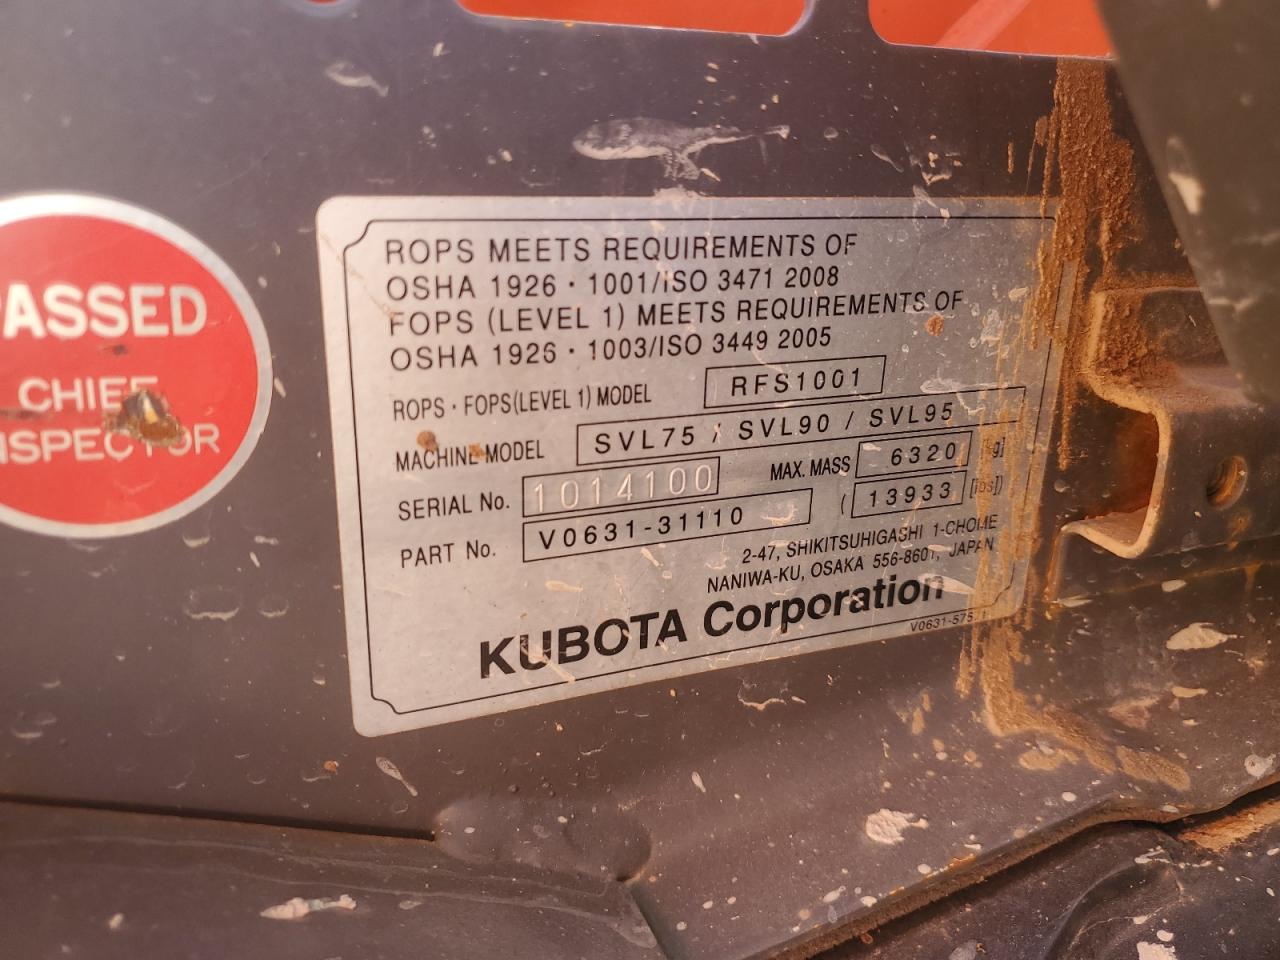 PASSED
CHIEF
INSPECTOR
ROPS MEETS REQUIREMENTS OF
OSHA 1926・1001/ISO 3471 2008
FOPS (LEVEL 1) MEETS REQUIREMENTS OF
OSHA 1926・1003/ISO 3449 2005
ROPS・FOPS(LEVEL 1) MODEL RFS1001
MACHINE MODEL SVL75 / SVL90 / SVL95
SERIAL No. 1014100 MAX. MASS 6320 [kg]
PART No. V0631-31110 ( 13933 [lbs])
2-47, SHIKITSUHIGASHI 1-CHOME
NANIWA-KU, OSAKA 556-8601, JAPAN
KUBOTA Corporation